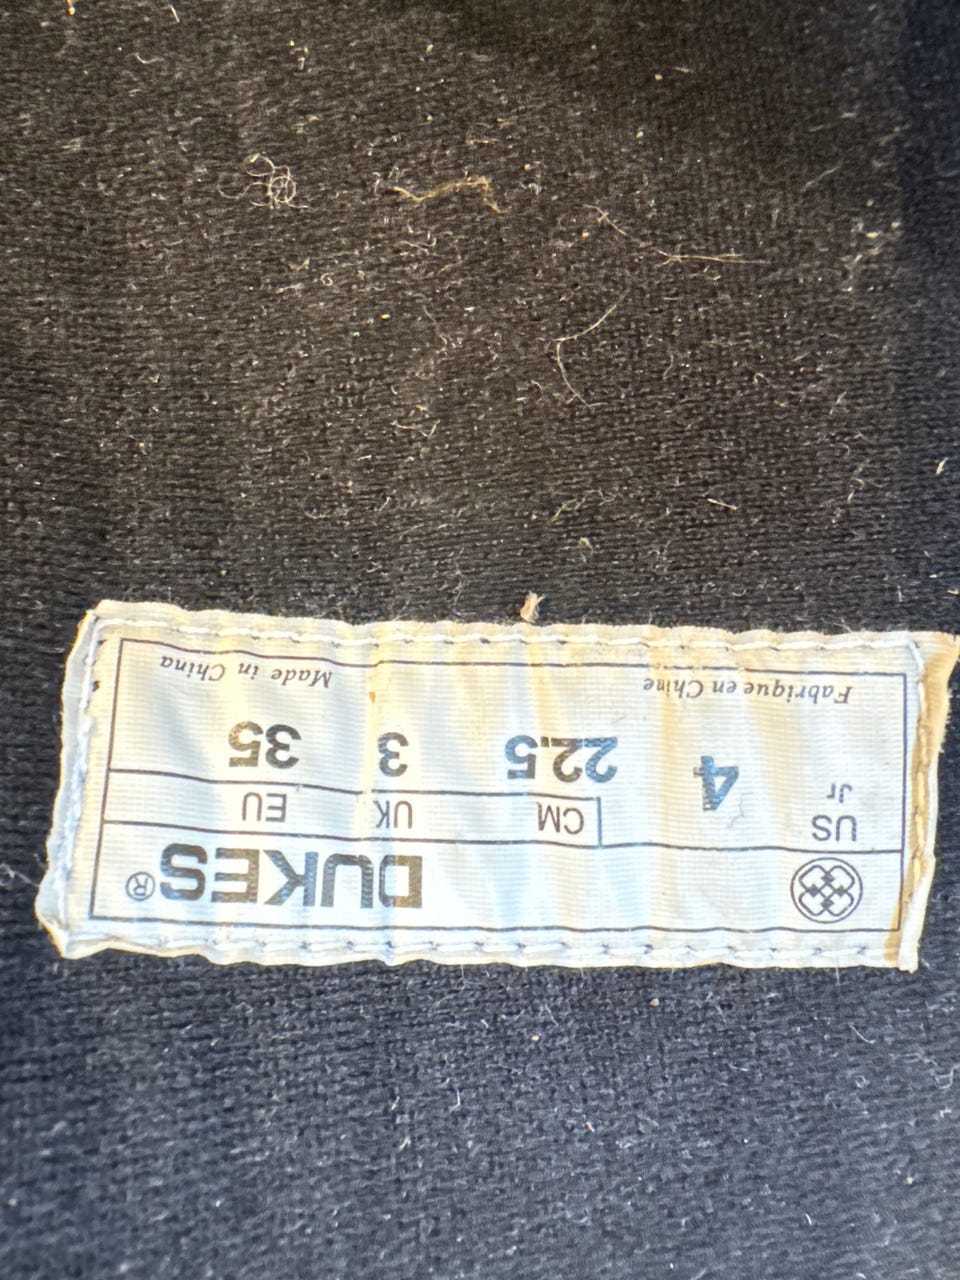 DUKES®
US Jr 4
CM UK EU
22.5 3 35
Fabrique en Chine Made in China